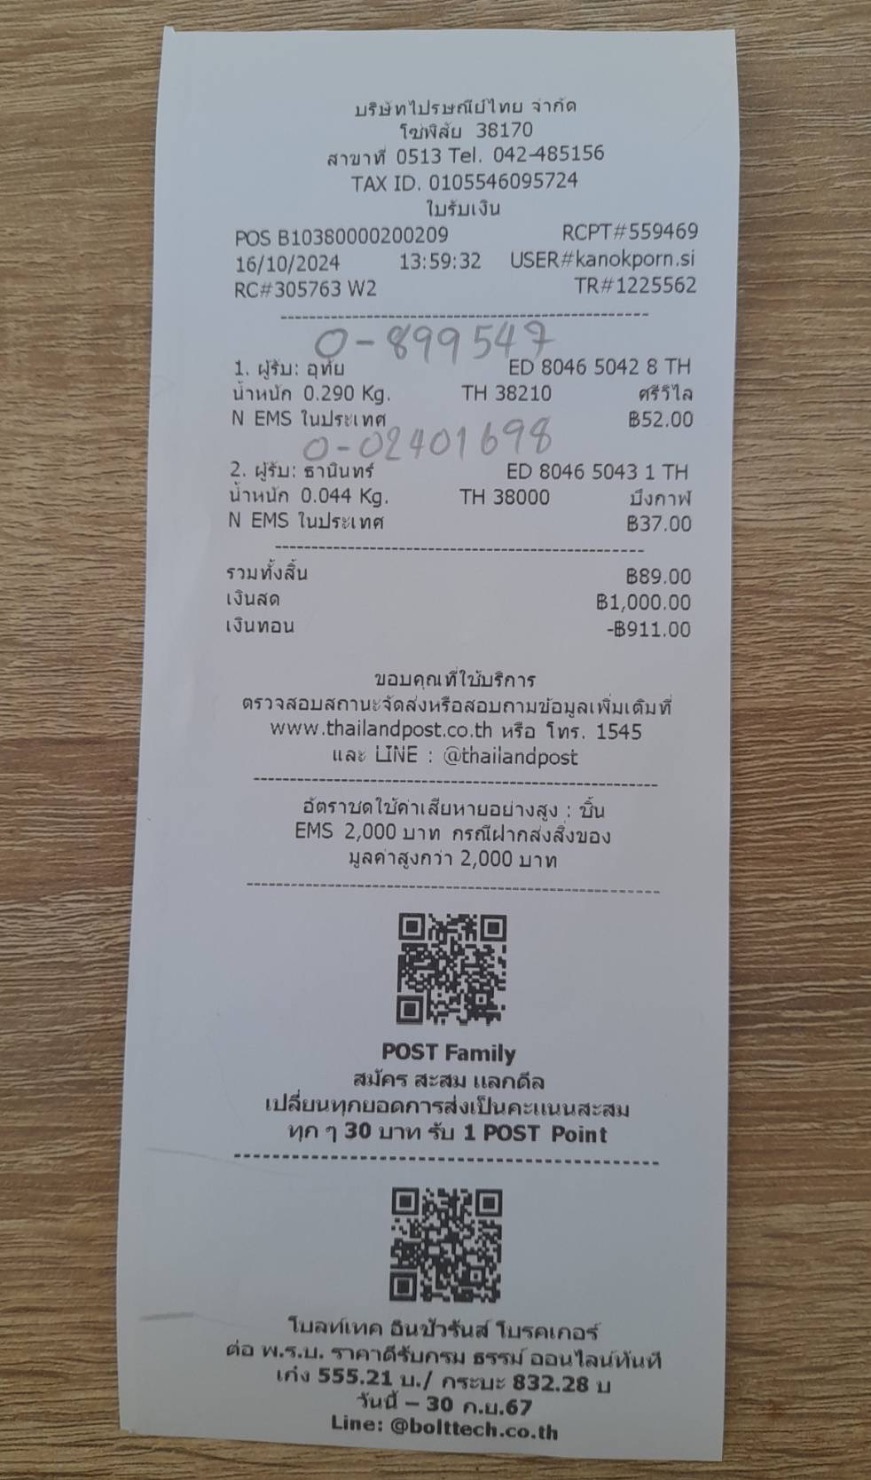 บริษัทไปรษณีย์ไทย จำกัด
โซ่พิสัย 38170
สาขาที่ 0513 Tel. 042-485156
TAX ID. 0105546095724
ใบรับเงิน
POS B10380000200209 RCPT#559469
16/10/2024 13:59:32 USER#kanokporn.si
RC#305763 W2 TR#1225562
0-899547
1. ผู้รับ: อุทัย ED 8046 5042 8 TH
น้ำหนัก 0.290 Kg. TH 38210 ศรีวิไล
N EMS ในประเทศ ฿52.00
0-02401698
2. ผู้รับ: ธานินทร์ ED 8046 5043 1 TH
น้ำหนัก 0.044 Kg. TH 38000 บึงกาฬ
N EMS ในประเทศ ฿37.00
รวมทั้งสิ้น ฿89.00
เงินสด ฿1,000.00
เงินทอน -฿911.00
ขอบคุณที่ใช้บริการ
ตรวจสอบสถานะจัดส่งหรือสอบถามข้อมูลเพิ่มเติมที่
www.thailandpost.co.th หรือ โทร. 1545
และ LINE : @thailandpost
อัตราชดใช้ค่าเสียหายอย่างสูง : ชิ้น
EMS 2,000 บาท กรณีฝากส่งสิ่งของ
มูลค่าสูงกว่า 2,000 บาท
POST Family
สมัคร สะสม แลกดีล
เปลี่ยนทุกยอดการส่งเป็นคะแนนสะสม
ทุก ๆ 30 บาท รับ 1 POST Point
โบลท์เทค อินชัวรันส์ โบรคเกอร์
ต่อ พ.ร.บ. ราคาดีรับกรม ธรรม์ ออนไลน์ทันที
เก๋ง 555.21 บ./ กระบะ 832.28 บ
วันนี้ – 30 ก.ย.67
Line: @bolttech.co.th